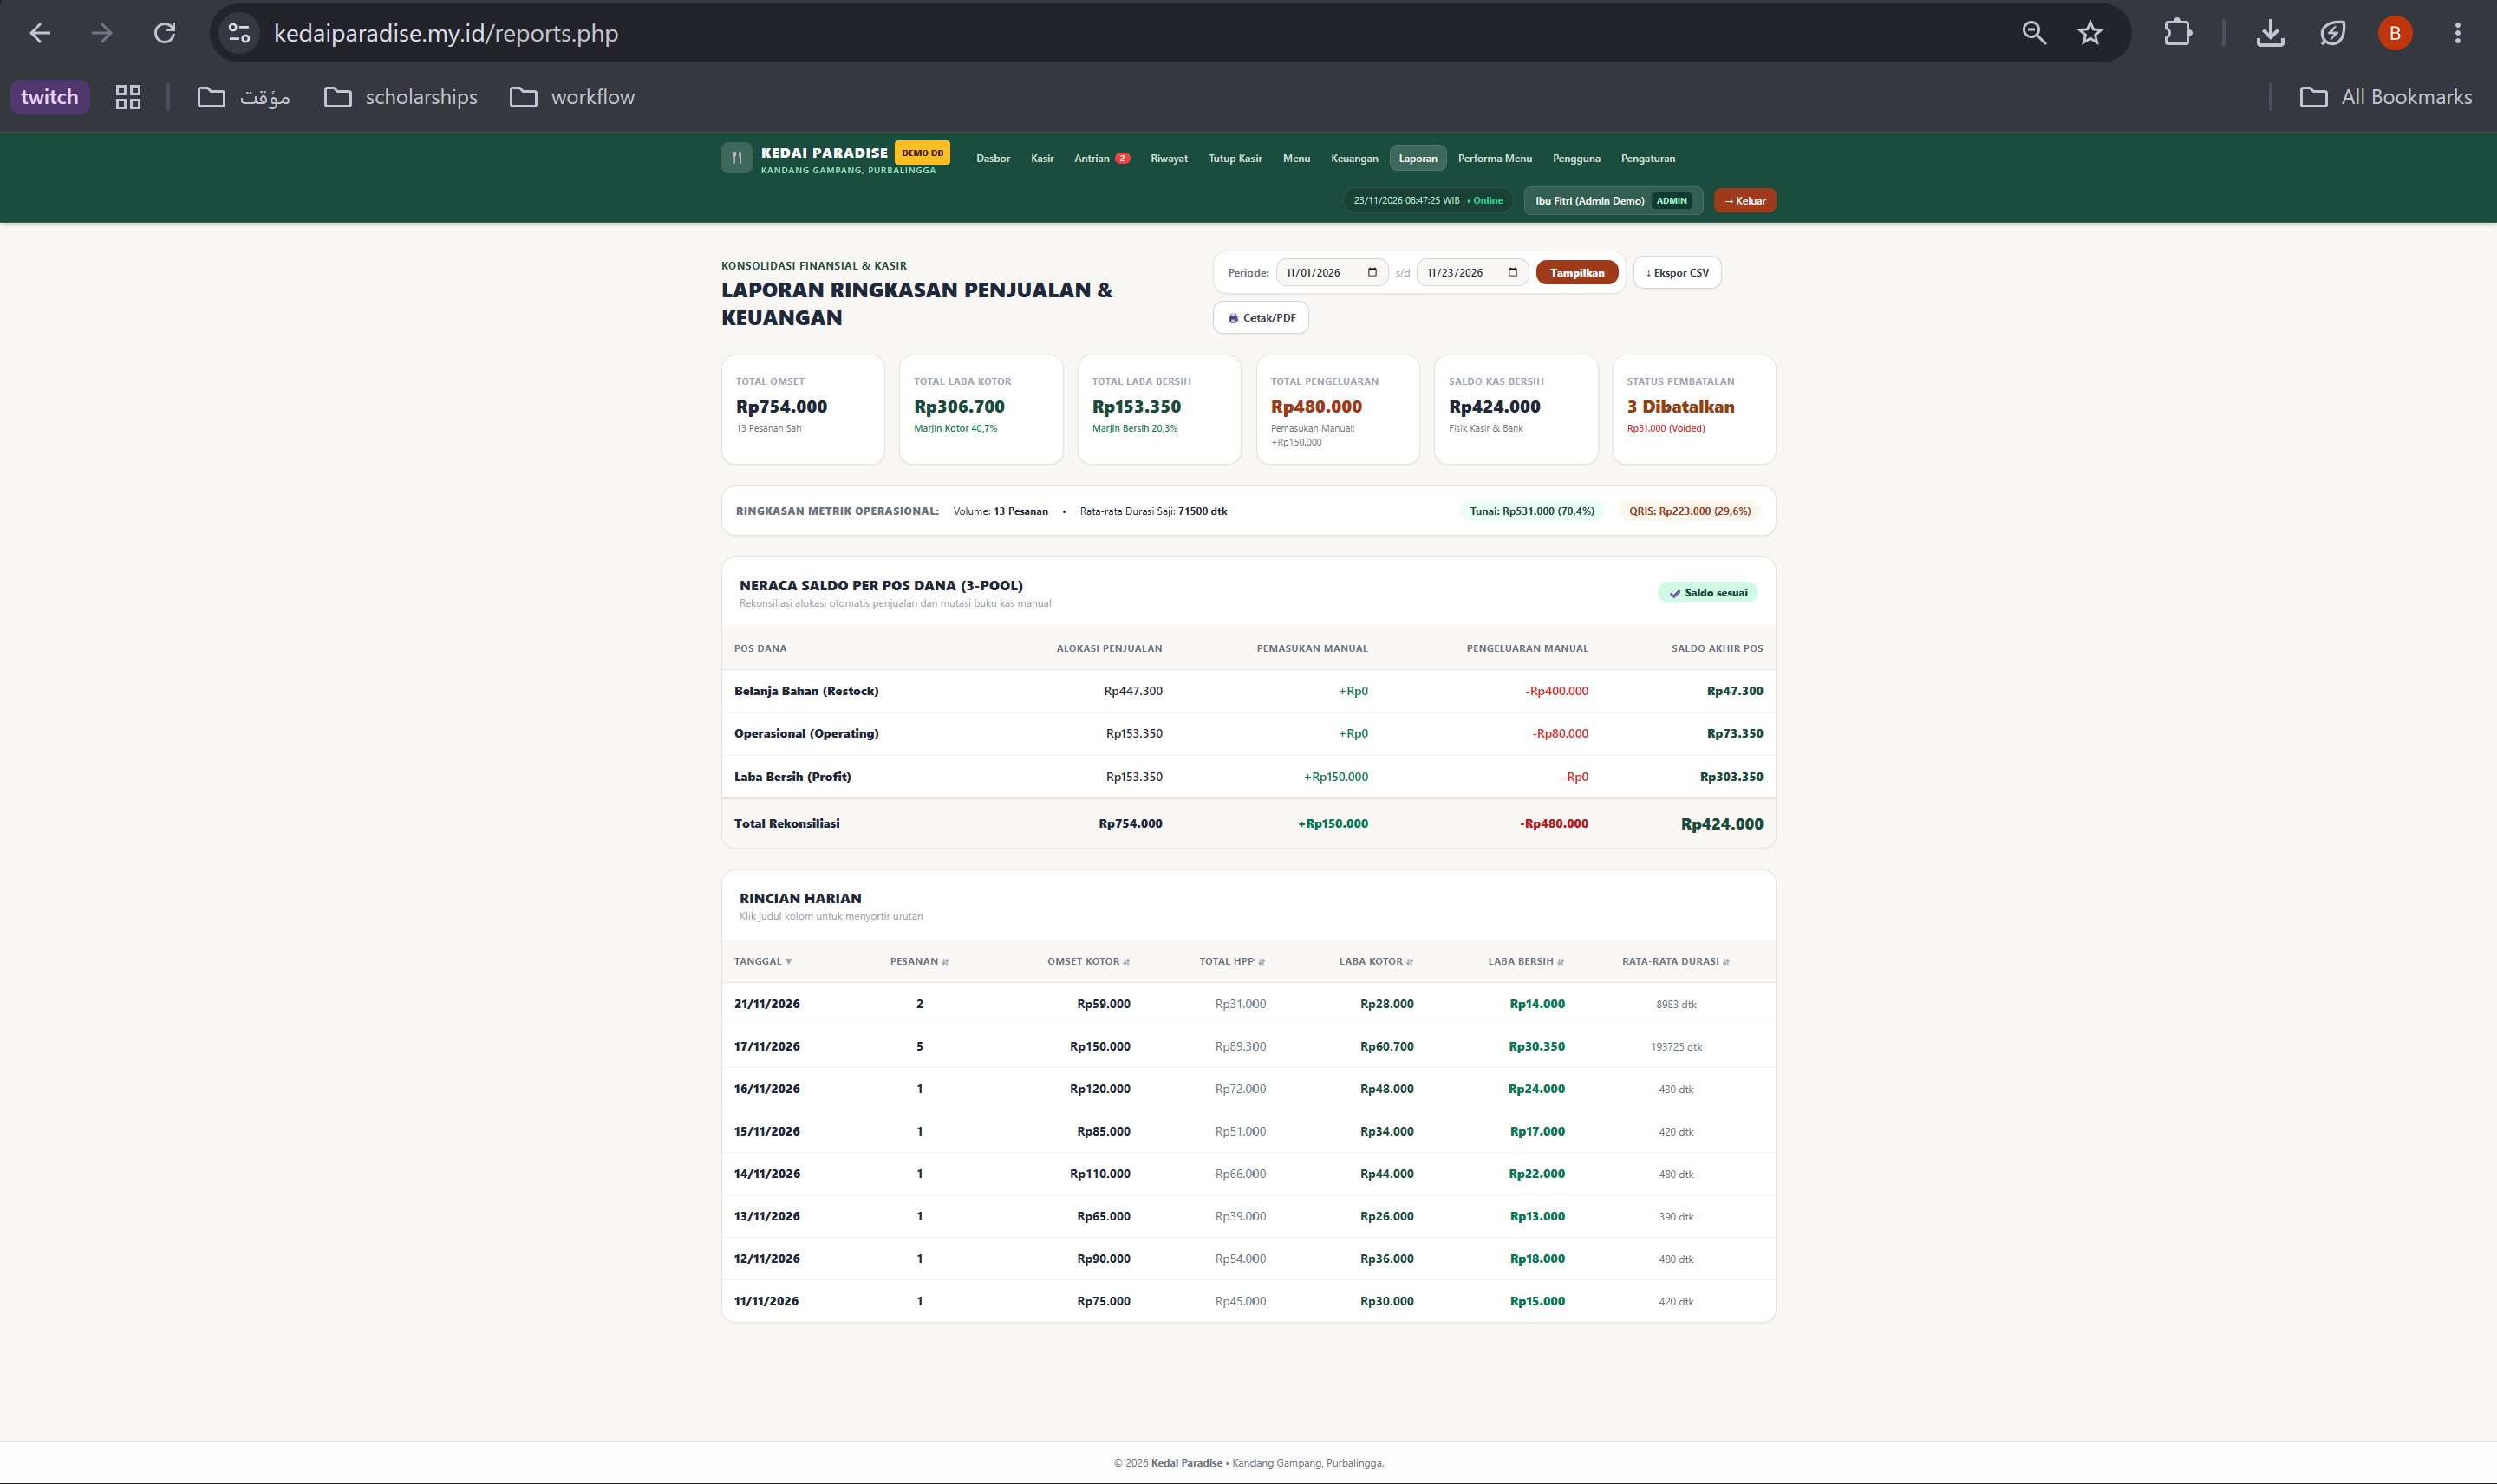 kedaiparadise.my.id/reports.php
B
twitch
مؤقت
scholarships
workflow
All Bookmarks
KEDAI PARADISE DEMO DB
KANDANG GAMPANG, PURBALINGGA
Dasbor Kasir Antrian 2 Riwayat Tutup Kasir Menu Keuangan Laporan Performa Menu Pengguna Pengaturan
23/11/2026 08:47:25 WIB • Online
Ibu Fitri (Admin Demo) ADMIN
→ Keluar
KONSOLIDASI FINANSIAL & KASIR
LAPORAN RINGKASAN PENJUALAN &
KEUANGAN
Periode: 11/01/2026 s/d 11/23/2026 Tampilkan
↓ Ekspor CSV
Cetak/PDF
TOTAL OMSET
Rp754.000
13 Pesanan Sah
TOTAL LABA KOTOR
Rp306.700
Marjin Kotor 40,7%
TOTAL LABA BERSIH
Rp153.350
Marjin Bersih 20,3%
TOTAL PENGELUARAN
Rp480.000
Pemasukan Manual:
+Rp150.000
SALDO KAS BERSIH
Rp424.000
Fisik Kasir & Bank
STATUS PEMBATALAN
3 Dibatalkan
Rp31.000 (Voided)
RINGKASAN METRIK OPERASIONAL: Volume: 13 Pesanan • Rata-rata Durasi Saji: 71500 dtk Tunai: Rp531.000 (70,4%) QRIS: Rp223.000 (29,6%)
NERACA SALDO PER POS DANA (3-POOL)
Rekonsiliasi alokasi otomatis penjualan dan mutasi buku kas manual
✔ Saldo sesuai
POS DANA ALOKASI PENJUALAN PEMASUKAN MANUAL PENGELUARAN MANUAL SALDO AKHIR POS
Belanja Bahan (Restock) Rp447.300 +Rp0 -Rp400.000 Rp47.300
Operasional (Operating) Rp153.350 +Rp0 -Rp80.000 Rp73.350
Laba Bersih (Profit) Rp153.350 +Rp150.000 -Rp0 Rp303.350
Total Rekonsiliasi Rp754.000 +Rp150.000 -Rp480.000 Rp424.000
RINCIAN HARIAN
Klik judul kolom untuk menyortir urutan
TANGGAL ▼ PESANAN ⇵ OMSET KOTOR ⇵ TOTAL HPP ⇵ LABA KOTOR ⇵ LABA BERSIH ⇵ RATA-RATA DURASI ⇵
21/11/2026 2 Rp59.000 Rp31.000 Rp28.000 Rp14.000 8983 dtk
17/11/2026 5 Rp150.000 Rp89.300 Rp60.700 Rp30.350 193725 dtk
16/11/2026 1 Rp120.000 Rp72.000 Rp48.000 Rp24.000 430 dtk
15/11/2026 1 Rp85.000 Rp51.000 Rp34.000 Rp17.000 420 dtk
14/11/2026 1 Rp110.000 Rp66.000 Rp44.000 Rp22.000 480 dtk
13/11/2026 1 Rp65.000 Rp39.000 Rp26.000 Rp13.000 390 dtk
12/11/2026 1 Rp90.000 Rp54.000 Rp36.000 Rp18.000 480 dtk
11/11/2026 1 Rp75.000 Rp45.000 Rp30.000 Rp15.000 420 dtk
© 2026 Kedai Paradise • Kandang Gampang, Purbalingga.